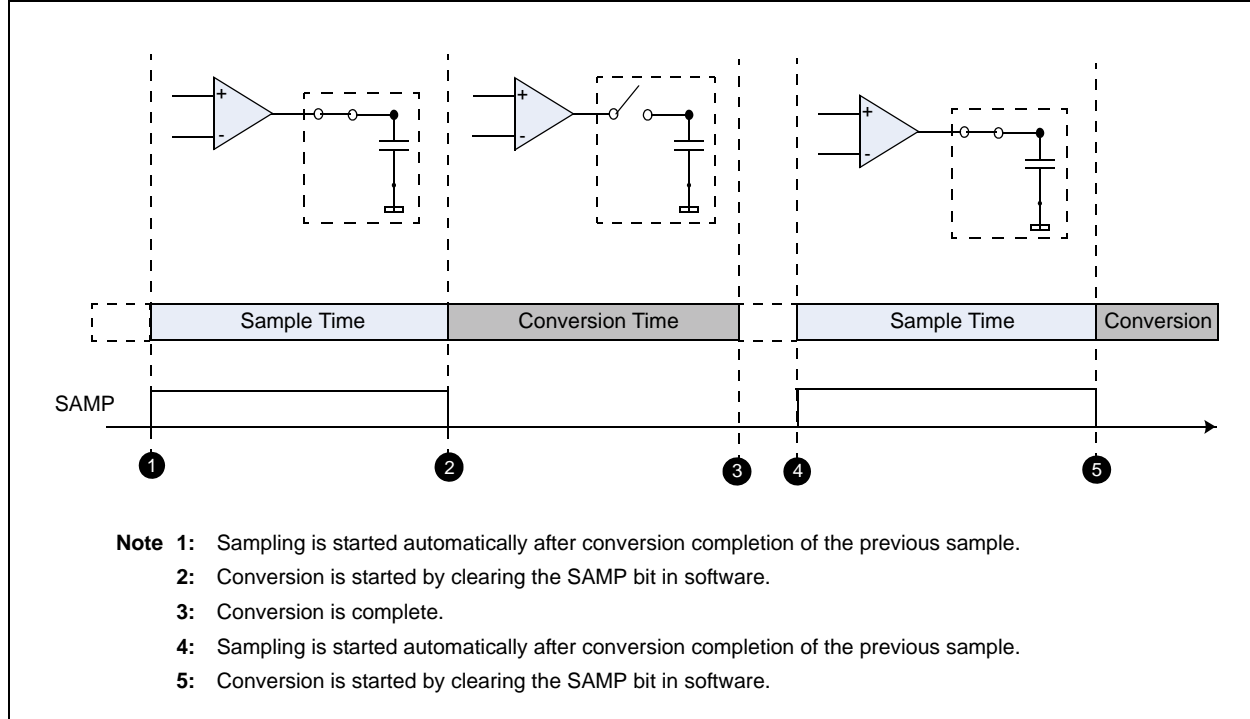 +
-
+
-
+
-
Sample Time
Conversion Time
Sample Time
Conversion
SAMP
1
2
3
4
5
Note 1: Sampling is started automatically after conversion completion of the previous sample.
2: Conversion is started by clearing the SAMP bit in software.
3: Conversion is complete.
4: Sampling is started automatically after conversion completion of the previous sample.
5: Conversion is started by clearing the SAMP bit in software.